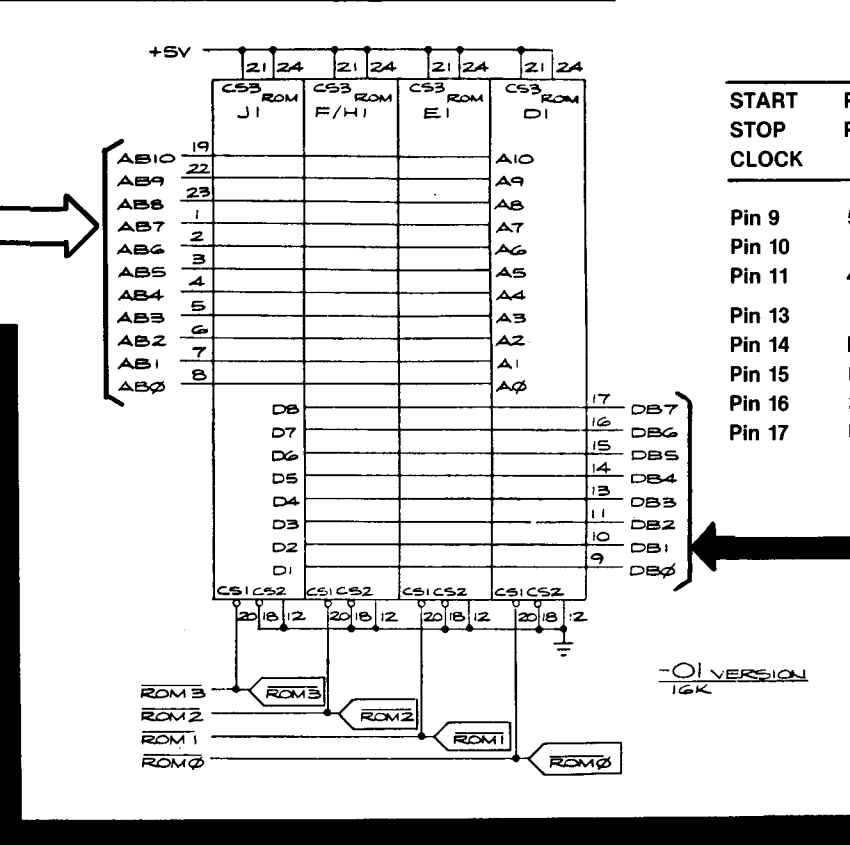 +5V
21 24 21 24 21 24 21 24
CS3 ROM CS3 ROM CS3 ROM CS3 ROM
J1 F/H1 E1 D1
AB10 19 A10
AB9 22 A9
AB8 23 A8
AB7 1 A7
AB6 2 A6
AB5 3 A5
AB4 4 A4
AB3 5 A3
AB2 6 A2
AB1 7 A1
ABØ 8 AØ
D8 17 DB7
D7 16 DB6
D6 15 DB5
D5 14 DB4
D4 13 DB3
D3 11 DB2
D2 10 DB1
D1 9 DBØ
CS1 CS2 CS1 CS2 CS1 CS2 CS1 CS2
20 18 12 20 18 12 20 18 12 20 18 12
ROM3 ROM3
ROM2 ROM2
ROM1 ROM1
ROMØ ROMØ
-01 VERSION
16K
START
STOP
CLOCK
Pin 9
Pin 10
Pin 11
Pin 13
Pin 14
Pin 15
Pin 16
Pin 17